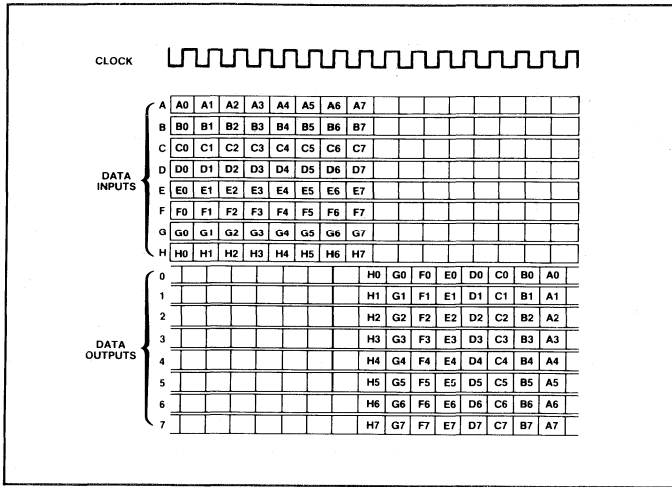 CLOCK
A A0 A1 A2 A3 A4 A5 A6 A7
B B0 B1 B2 B3 B4 B5 B6 B7
C C0 C1 C2 C3 C4 C5 C6 C7
DATA INPUTS
D D0 D1 D2 D3 D4 D5 D6 D7
E E0 E1 E2 E3 E4 E5 E6 E7
F F0 F1 F2 F3 F4 F5 F6 F7
G G0 G1 G2 G3 G4 G5 G6 G7
H H0 H1 H2 H3 H4 H5 H6 H7
0 H0 G0 F0 E0 D0 C0 B0 A0
1 H1 G1 F1 E1 D1 C1 B1 A1
2 H2 G2 F2 E2 D2 C2 B2 A2
DATA OUTPUTS
3 H3 G3 F3 E3 D3 C3 B3 A3
4 H4 G4 F4 E4 D4 C4 B4 A4
5 H5 G5 F5 E5 D5 C5 B5 A5
6 H6 G6 F6 E6 D6 C6 B6 A6
7 H7 G7 F7 E7 D7 C7 B7 A7